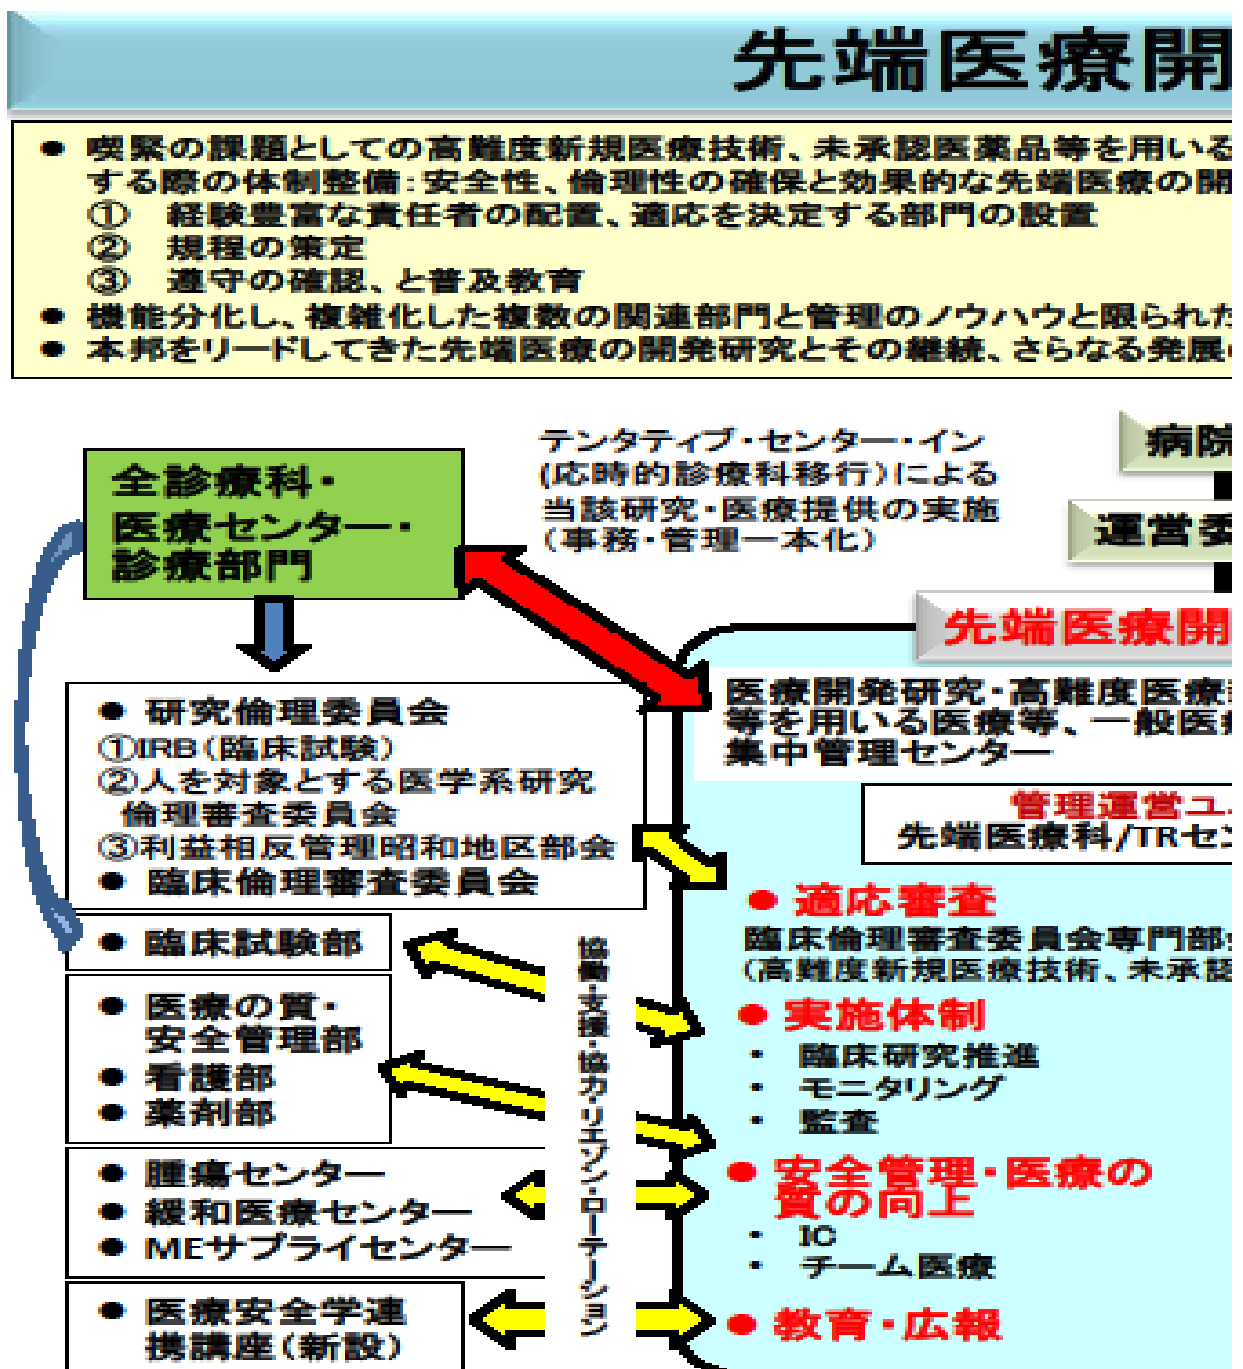 先端医療開
● 喫緊の課題としての高難度新規医療技術、未承認医薬品等を用いる
する際の体制整備：安全性、倫理性の確保と効果的な先端医療の開
① 経験豊富な責任者の配置、適応を決定する部門の設置
② 規程の策定
③ 遵守の確認、と普及教育
● 機能分化し、複雑化した複数の関連部門と管理のノウハウと限られた
● 本邦をリードしてきた先端医療の開発研究とその継続、さらなる発展
テンタティブ・センター・イン
(応時的診療科移行)による
当該研究・医療提供の実施
(事務・管理一本化)
病院
運営委
全診療科・
医療センター・
診療部門
先端医療開
医療開発研究・高難度医療
等を用いる医療等、一般医療
集中管理センター
管理運営ユ
先端医療科/TRセン
● 研究倫理委員会
①IRB(臨床試験)
②人を対象とする医学系研究
倫理審査委員会
③利益相反管理昭和地区部会
● 臨床倫理審査委員会
● 臨床試験部
● 医療の質・
安全管理部
● 看護部
● 薬剤部
● 腫瘍センター
● 緩和医療センター
● MEサプライセンター
● 医療安全学連
携講座(新設)
協働・支援・協力・リエゾン・ローテーション
● 適応審査
臨床倫理審査委員会専門部会
(高難度新規医療技術、未承認
● 実施体制
・ 臨床研究推進
・ モニタリング
・ 監査
● 安全管理・医療の
質の向上
・ IC
・ チーム医療
● 教育・広報